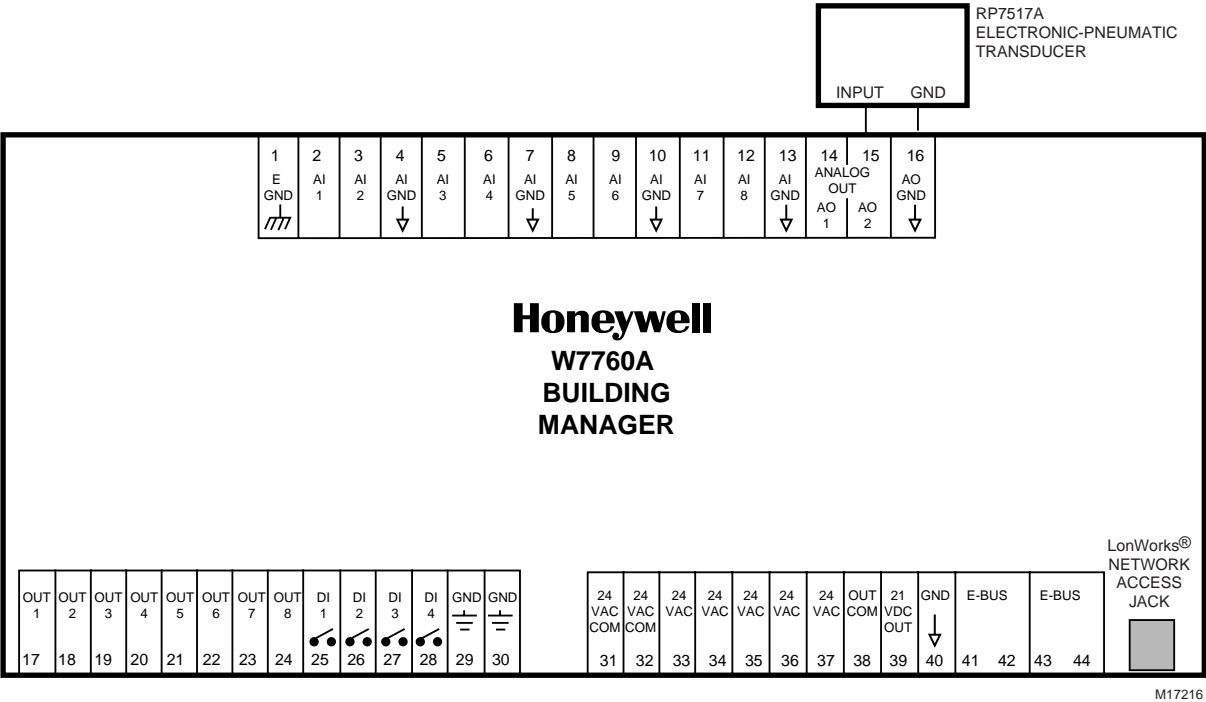 RP7517A
ELECTRONIC-PNEUMATIC
TRANSDUCER
INPUT GND
1 2 3 4 5 6 7 8 9 10 11 12 13 14 15 16
E GND
AI 1
AI 2
AI GND
AI 3
AI 4
AI GND
AI 5
AI 6
AI GND
AI 7
AI 8
AI GND
ANALOG
OUT
AO 1
AO 2
AO GND
Honeywell
W7760A
BUILDING
MANAGER
LonWorks®
NETWORK
ACCESS
JACK
OUT 1
OUT 2
OUT 3
OUT 4
OUT 5
OUT 6
OUT 7
OUT 8
DI 1
DI 2
DI 3
DI 4
GND
GND
17 18 19 20 21 22 23 24 25 26 27 28 29 30
24 VAC COM
24 VAC COM
24 VAC
24 VAC
24 VAC
24 VAC
24 VAC
OUT COM
21 VDC OUT
GND
E-BUS
E-BUS
31 32 33 34 35 36 37 38 39 40 41 42 43 44
M17216